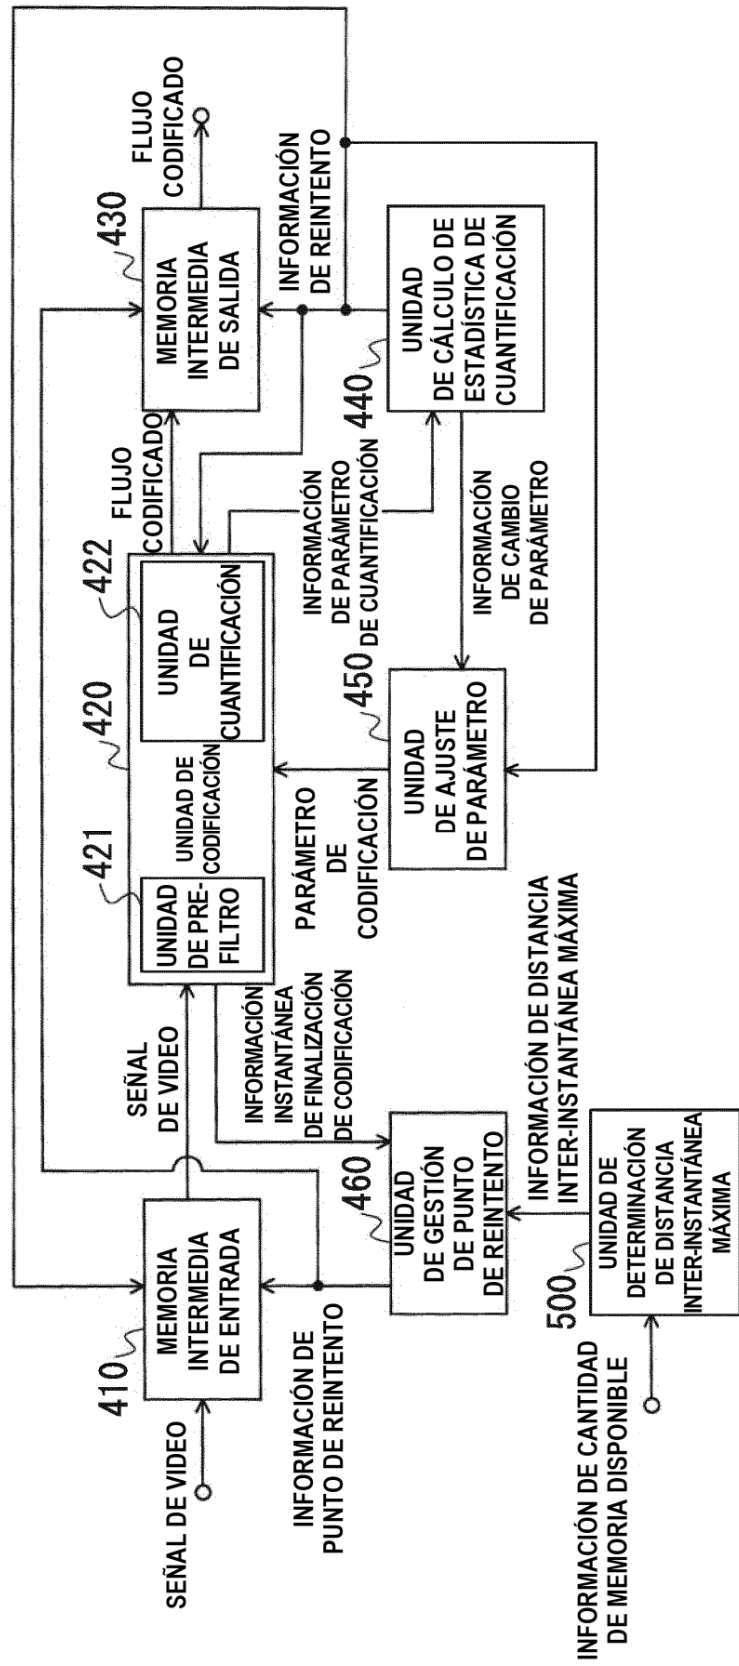 SEÑAL DE VIDEO
410
MEMORIA
INTERMEDIA
DE ENTRADA
INFORMACIÓN DE
PUNTO DE REINTENTO
SEÑAL
DE VIDEO
INFORMACIÓN
INSTANTÁNEA
DE FINALIZACIÓN
DE CODIFICACIÓN
420
421
UNIDAD
DE PRE-
FILTRO
UNIDAD DE
CODIFICACIÓN
422
UNIDAD
DE
CUANTIFICACIÓN
FLUJO
CODIFICADO
430
MEMORIA
INTERMEDIA
DE SALIDA
FLUJO
CODIFICADO
INFORMACIÓN
DE REINTENTO
440
UNIDAD
DE CÁLCULO DE
ESTADÍSTICA DE
CUANTIFICACIÓN
INFORMACIÓN
DE PARÁMETRO
DE CUANTIFICACIÓN
INFORMACIÓN
DE CAMBIO
DE PARÁMETRO
450
UNIDAD
DE AJUSTE
DE PARÁMETRO
PARÁMETRO
DE
CODIFICACIÓN
460
UNIDAD
DE GESTIÓN
DE PUNTO
DE REINTENTO
INFORMACIÓN DE DISTANCIA
INTER-INSTANTÁNEA MÁXIMA
500
UNIDAD DE
DETERMINACIÓN
DE DISTANCIA
INTER-INSTANTÁNEA
MÁXIMA
INFORMACIÓN DE CANTIDAD
DE MEMORIA DISPONIBLE